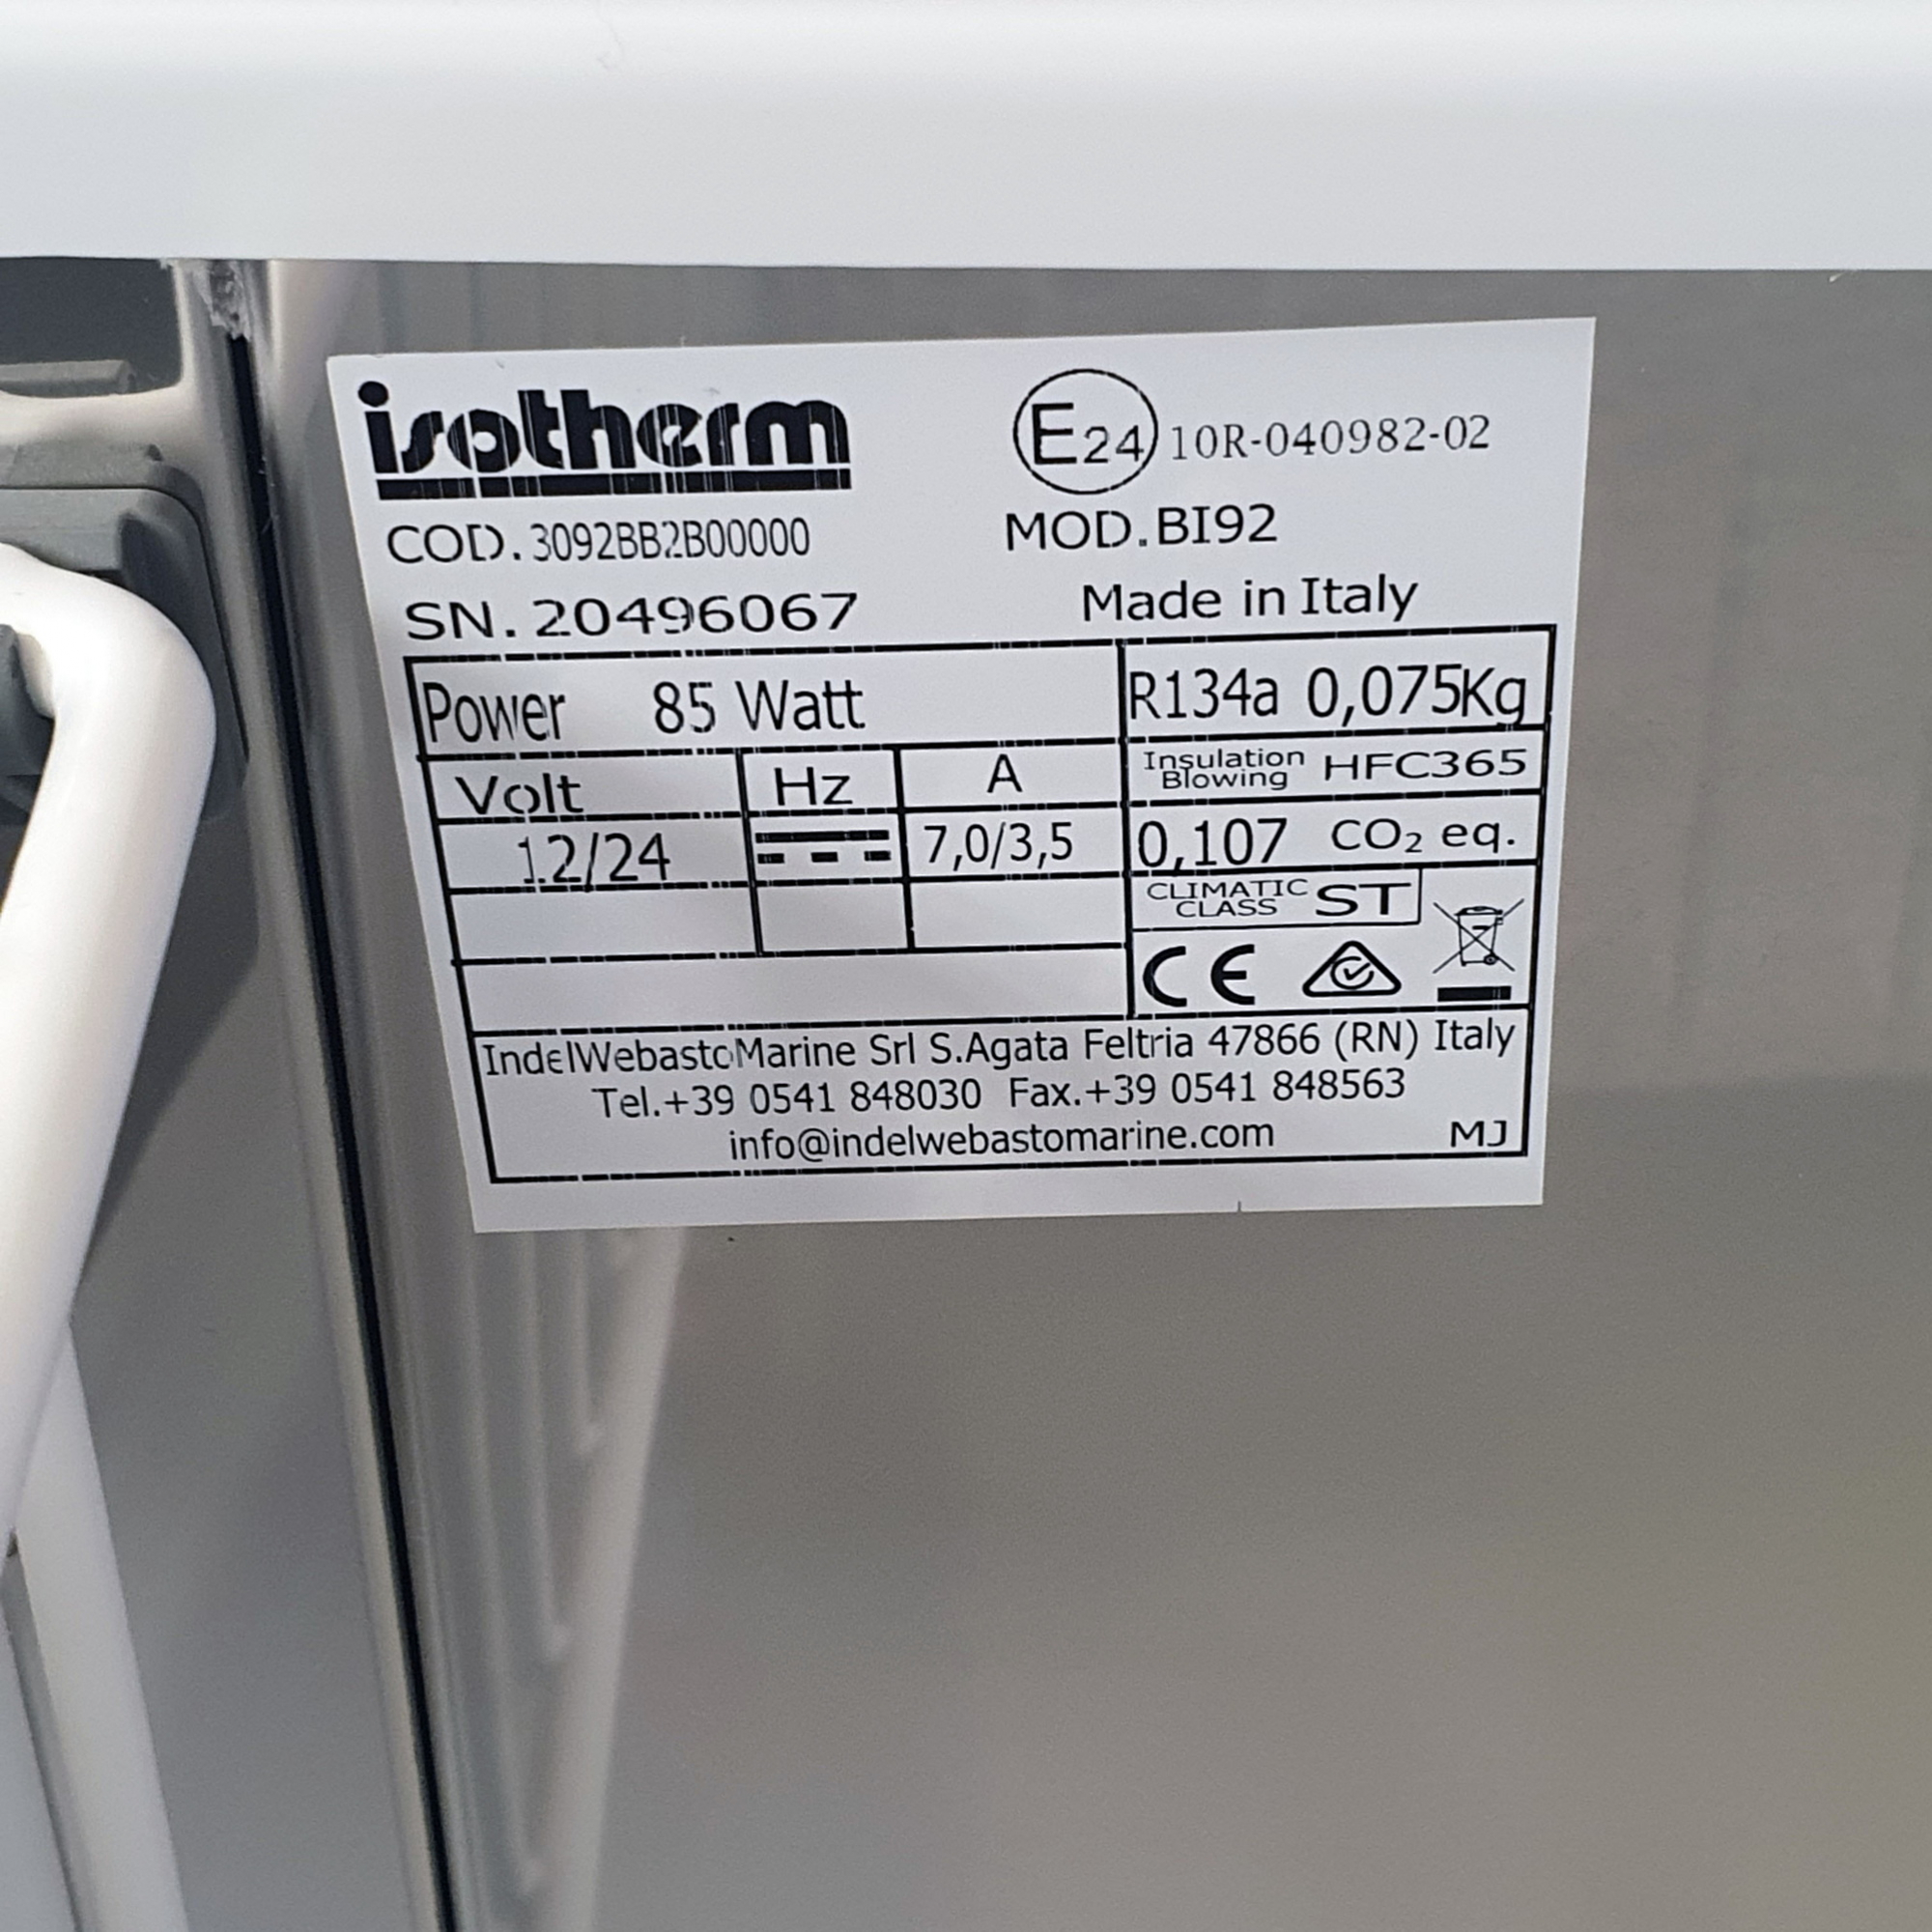 isotherm
E24 10R-040982-02
COD. 3092BB2B00000 MOD.BI92
SN. 20496067 Made in Italy
Power 85 Watt R134a 0,075Kg
Volt Hz A Insulation Blowing HFC365
12/24 7,0/3,5 0,107 CO₂ eq.
CLIMATIC CLASS ST
CE
IndelWebastoMarine Srl S.Agata Feltria 47866 (RN) Italy
Tel.+39 0541 848030 Fax.+39 0541 848563
info@indelwebastomarine.com MJ